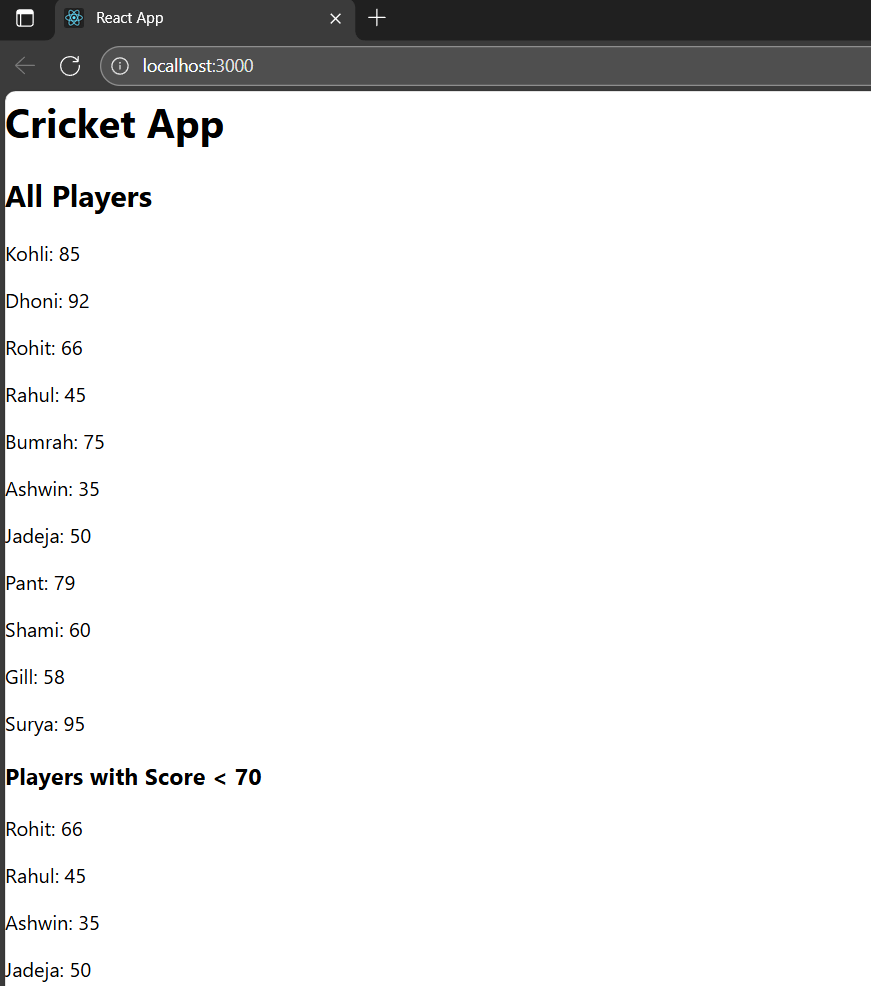 React App
localhost:3000
Cricket App
All Players
Kohli: 85
Dhoni: 92
Rohit: 66
Rahul: 45
Bumrah: 75
Ashwin: 35
Jadeja: 50
Pant: 79
Shami: 60
Gill: 58
Surya: 95
Players with Score < 70
Rohit: 66
Rahul: 45
Ashwin: 35
Jadeja: 50